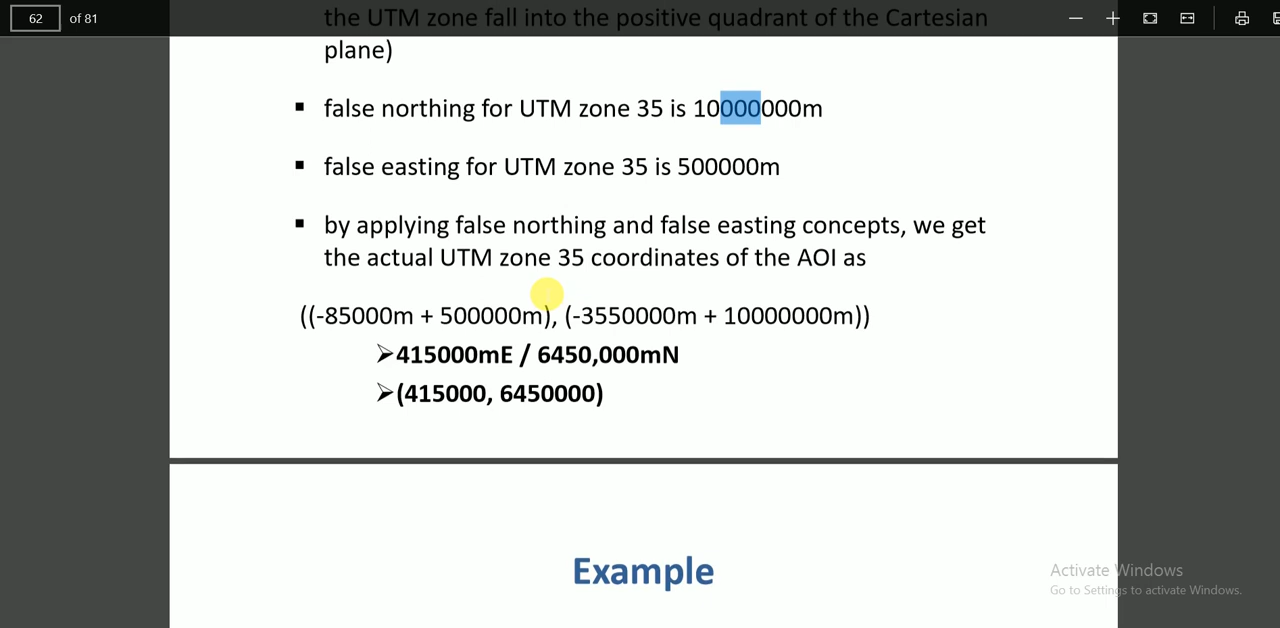 62 of 81
the UTM zone fall into the positive quadrant of the Cartesian
plane)
▪ false northing for UTM zone 35 is 10000000m
▪ false easting for UTM zone 35 is 500000m
▪ by applying false northing and false easting concepts, we get
the actual UTM zone 35 coordinates of the AOI as
((-85000m + 500000m), (-3550000m + 10000000m))
➢415000mE / 6450,000mN
➢(415000, 6450000)
Example
Activate Windows
Go to Settings to activate Windows.